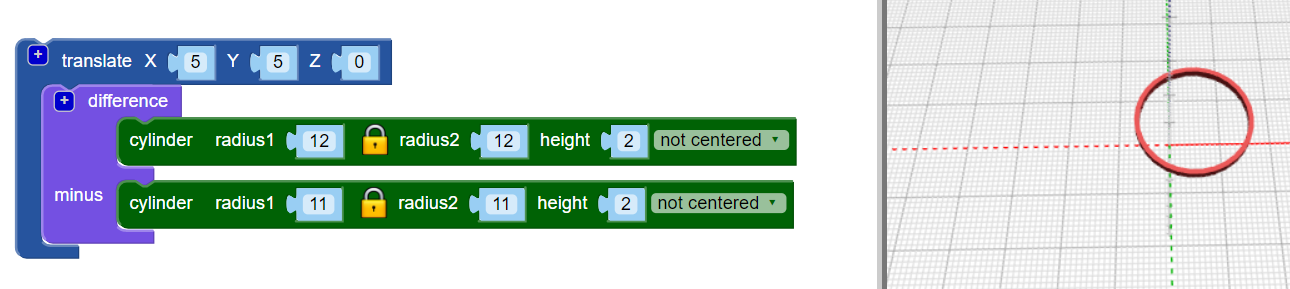 + translate X 5 Y 5 Z 0
+ difference
cylinder radius1 12 radius2 12 height 2 not centered ▼
minus cylinder radius1 11 radius2 11 height 2 not centered ▼